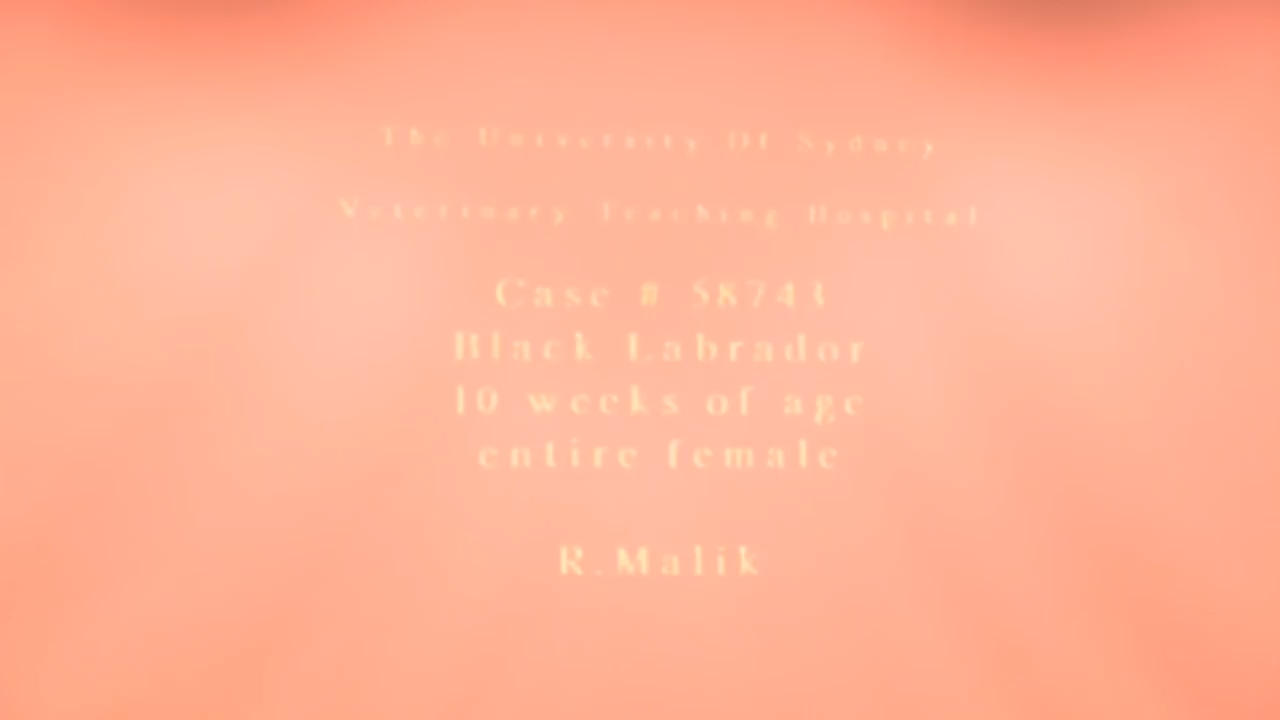 The University Of Sydney
Veterinary Teaching Hospital
Case # 58743
Black Labrador
10 weeks of age
entire female
R.Malik